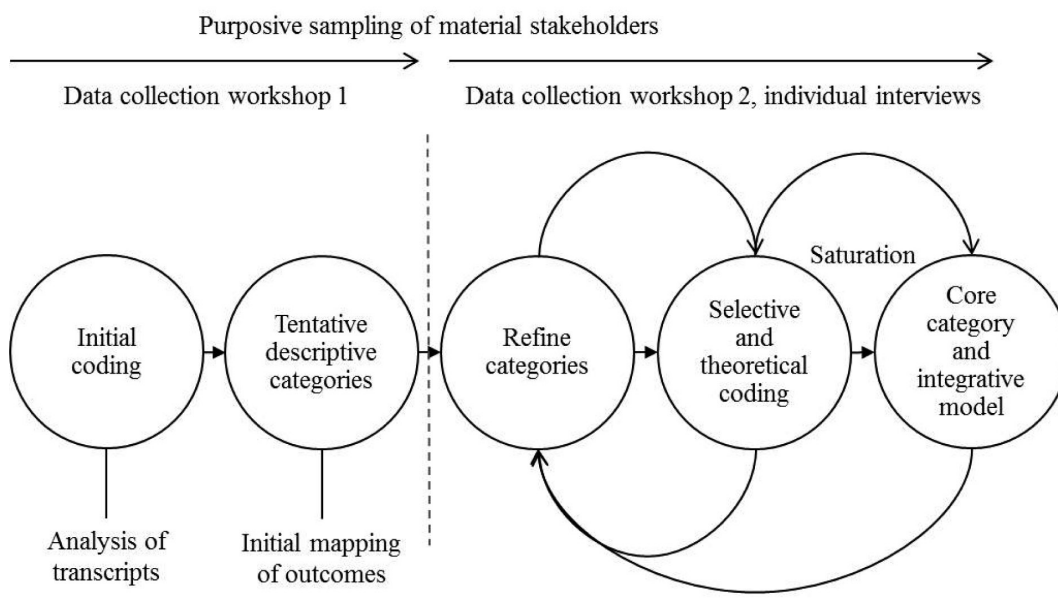 Purposive sampling of material stakeholders
Data collection workshop 1
Data collection workshop 2, individual interviews
Saturation
Initial
coding
Tentative
descriptive
categories
Refine
categories
Selective
and
theoretical
coding
Core
category
and
integrative
model
Analysis of
transcripts
Initial mapping
of outcomes